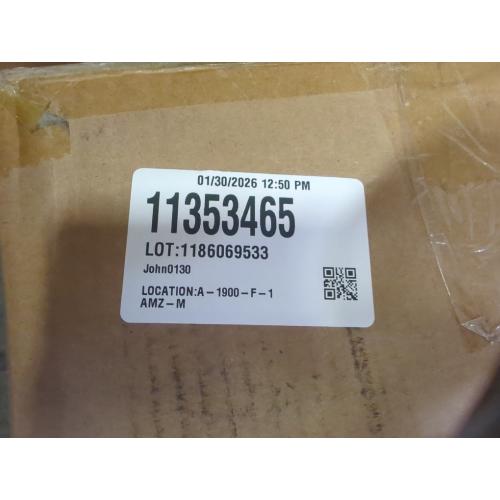 01/30/2026 12:50 PM
11353465
LOT:1186069533
John0130
LOCATION:A-1900-F-1
AMZ-M